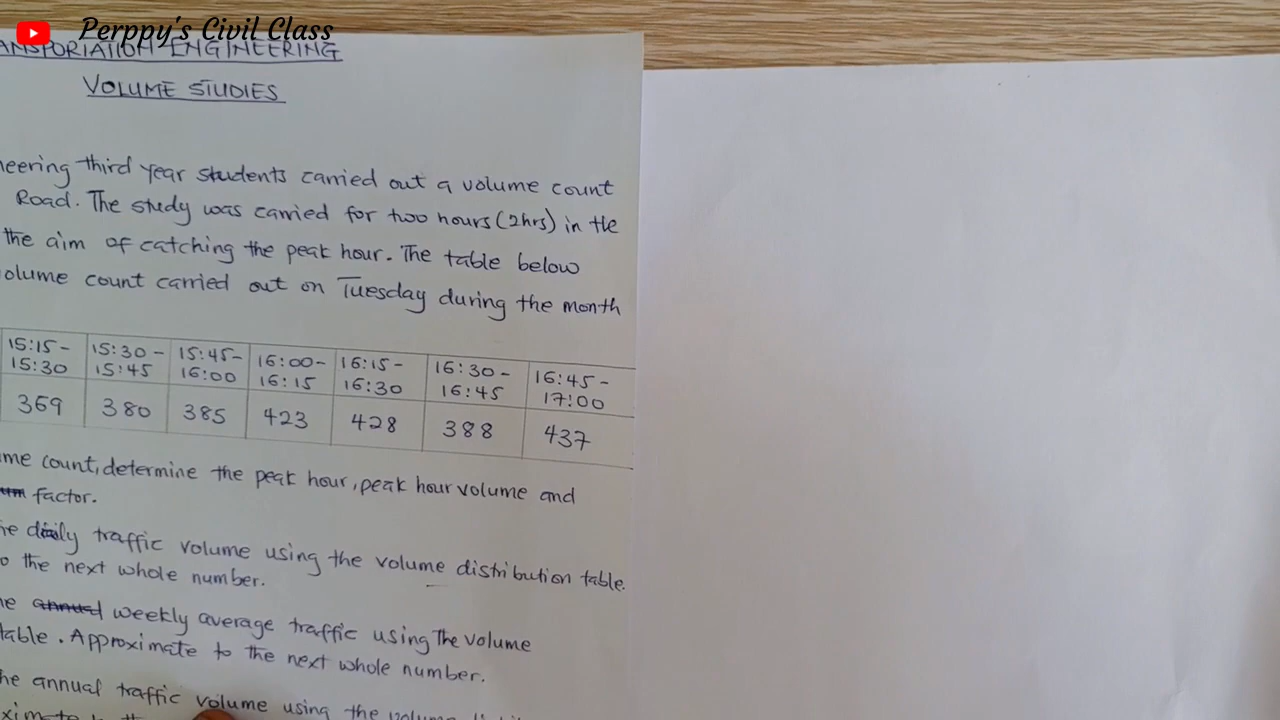 Perppy's Civil Class
ENGINEERING
VOLUME STUDIES
third year students carried out a volume count
Road. The study was carried for two hours (2hrs) in the
the aim of catching the peak hour. The table below
count carried out on Tuesday during the month
15:15- 15:30- 15:45- 16:00- 16:15- 16:30- 16:45-
15:30 15:45 16:00 16:15 16:30 16:45 17:00
369 380 385 423 428 388 437
count, determine the peak hour, peak hour volume and
factor.
daily traffic volume using the volume distribution table.
the next whole number.
weekly average traffic using the volume
table. Approximate to the next whole number.
annual traffic volume using the